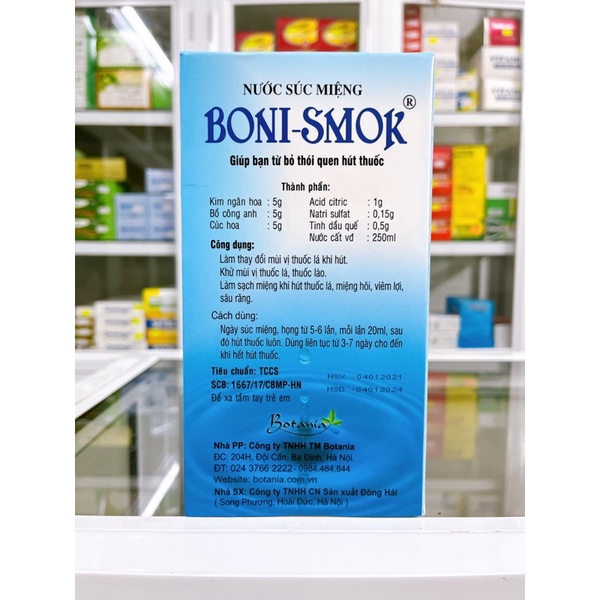 NƯỚC SÚC MIỆNG
BONI-SMOK®
Giúp bạn từ bỏ thói quen hút thuốc
Thành phần:
Kim ngân hoa : 5g Acid citric : 1g
Bồ công anh : 5g Natri sulfat : 0,15g
Cúc hoa : 5g Tinh dầu quế : 0,5g
Nước cất vđ : 250ml
Công dụng:
Làm thay đổi mùi vị thuốc lá khi hút.
Khử mùi vị thuốc lá, thuốc lào.
Làm sạch miệng khi hút thuốc lá, miệng hôi, viêm lợi,
sâu răng.
Cách dùng:
Ngày súc miệng, họng từ 5-6 lần, mỗi lần 20ml, sau
đó hút thuốc luôn. Dùng liên tục từ 3-7 ngày cho đến
khi hết hút thuốc.
Tiêu chuẩn: TCCS
NSX : 04012021
SCB: 1667/17/CBMP-HN
HSD : 04012024
Để xa tầm tay trẻ em
Botania
Nhà PP: Công ty TNHH TM Botania
ĐC: 204H, Đội Cấn, Ba Đình, Hà Nội.
ĐT: 024 3766 2222 - 0984 464 844
Website: botania.com.vn
Nhà SX: Công ty TNHH CN Sản xuất Đông Hải
( Song Phương, Hoài Đức, Hà Nội )